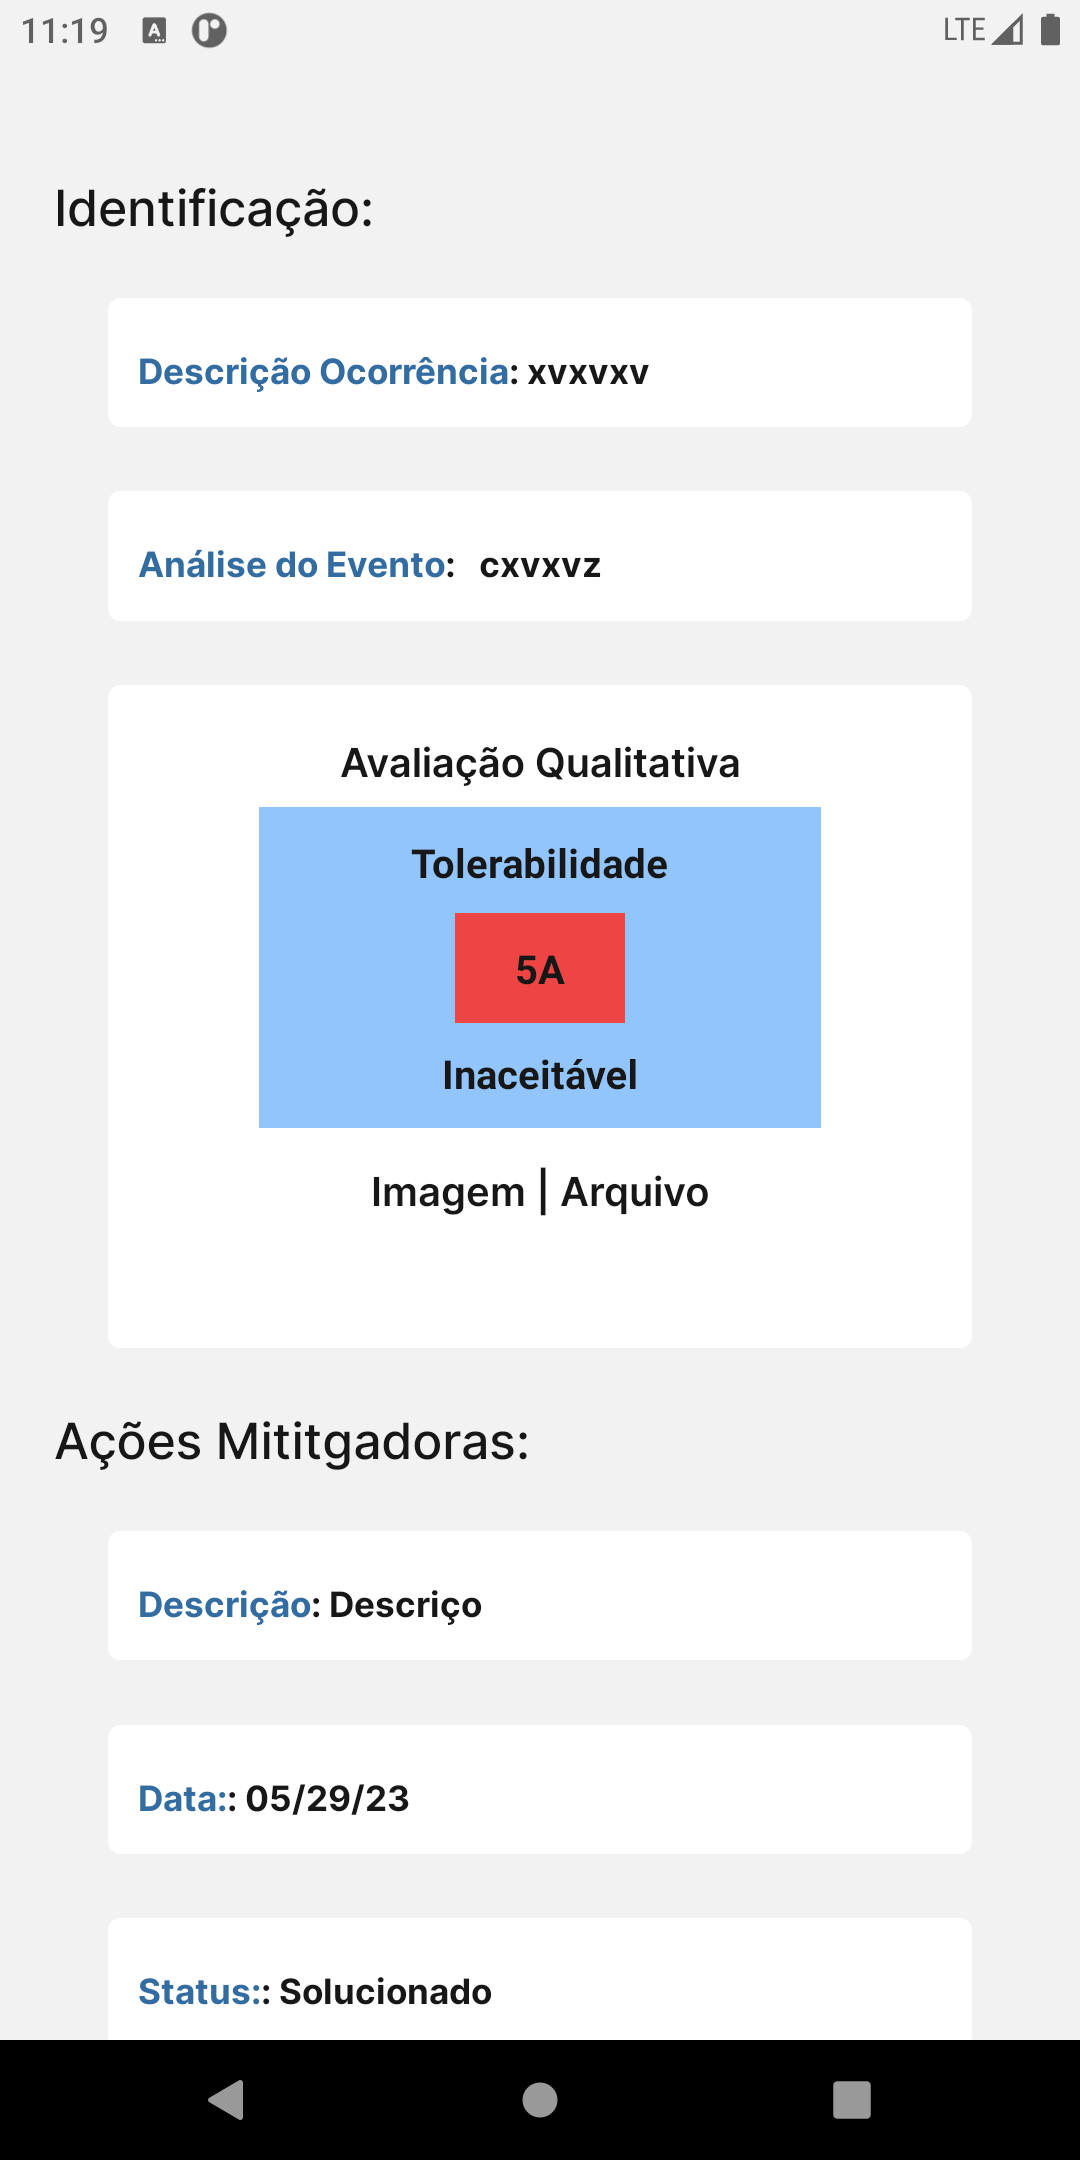 11:19 A LTE
Identificação:
Descrição Ocorrência: xvxvxv
Análise do Evento: cxvxvz
Avaliação Qualitativa
Tolerabilidade
5A
Inaceitável
Imagem | Arquivo
Ações Mititgadoras:
Descrição: Descriço
Data:: 05/29/23
Status:: Solucionado